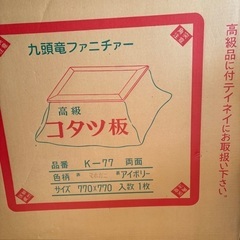 九頭竜ファニチャー
高級
コタツ板
品番 K-77 両面
色柄 アイボリー
サイズ 770×770 入数 1枚
高級品に付テイネイにお取扱い下さい。